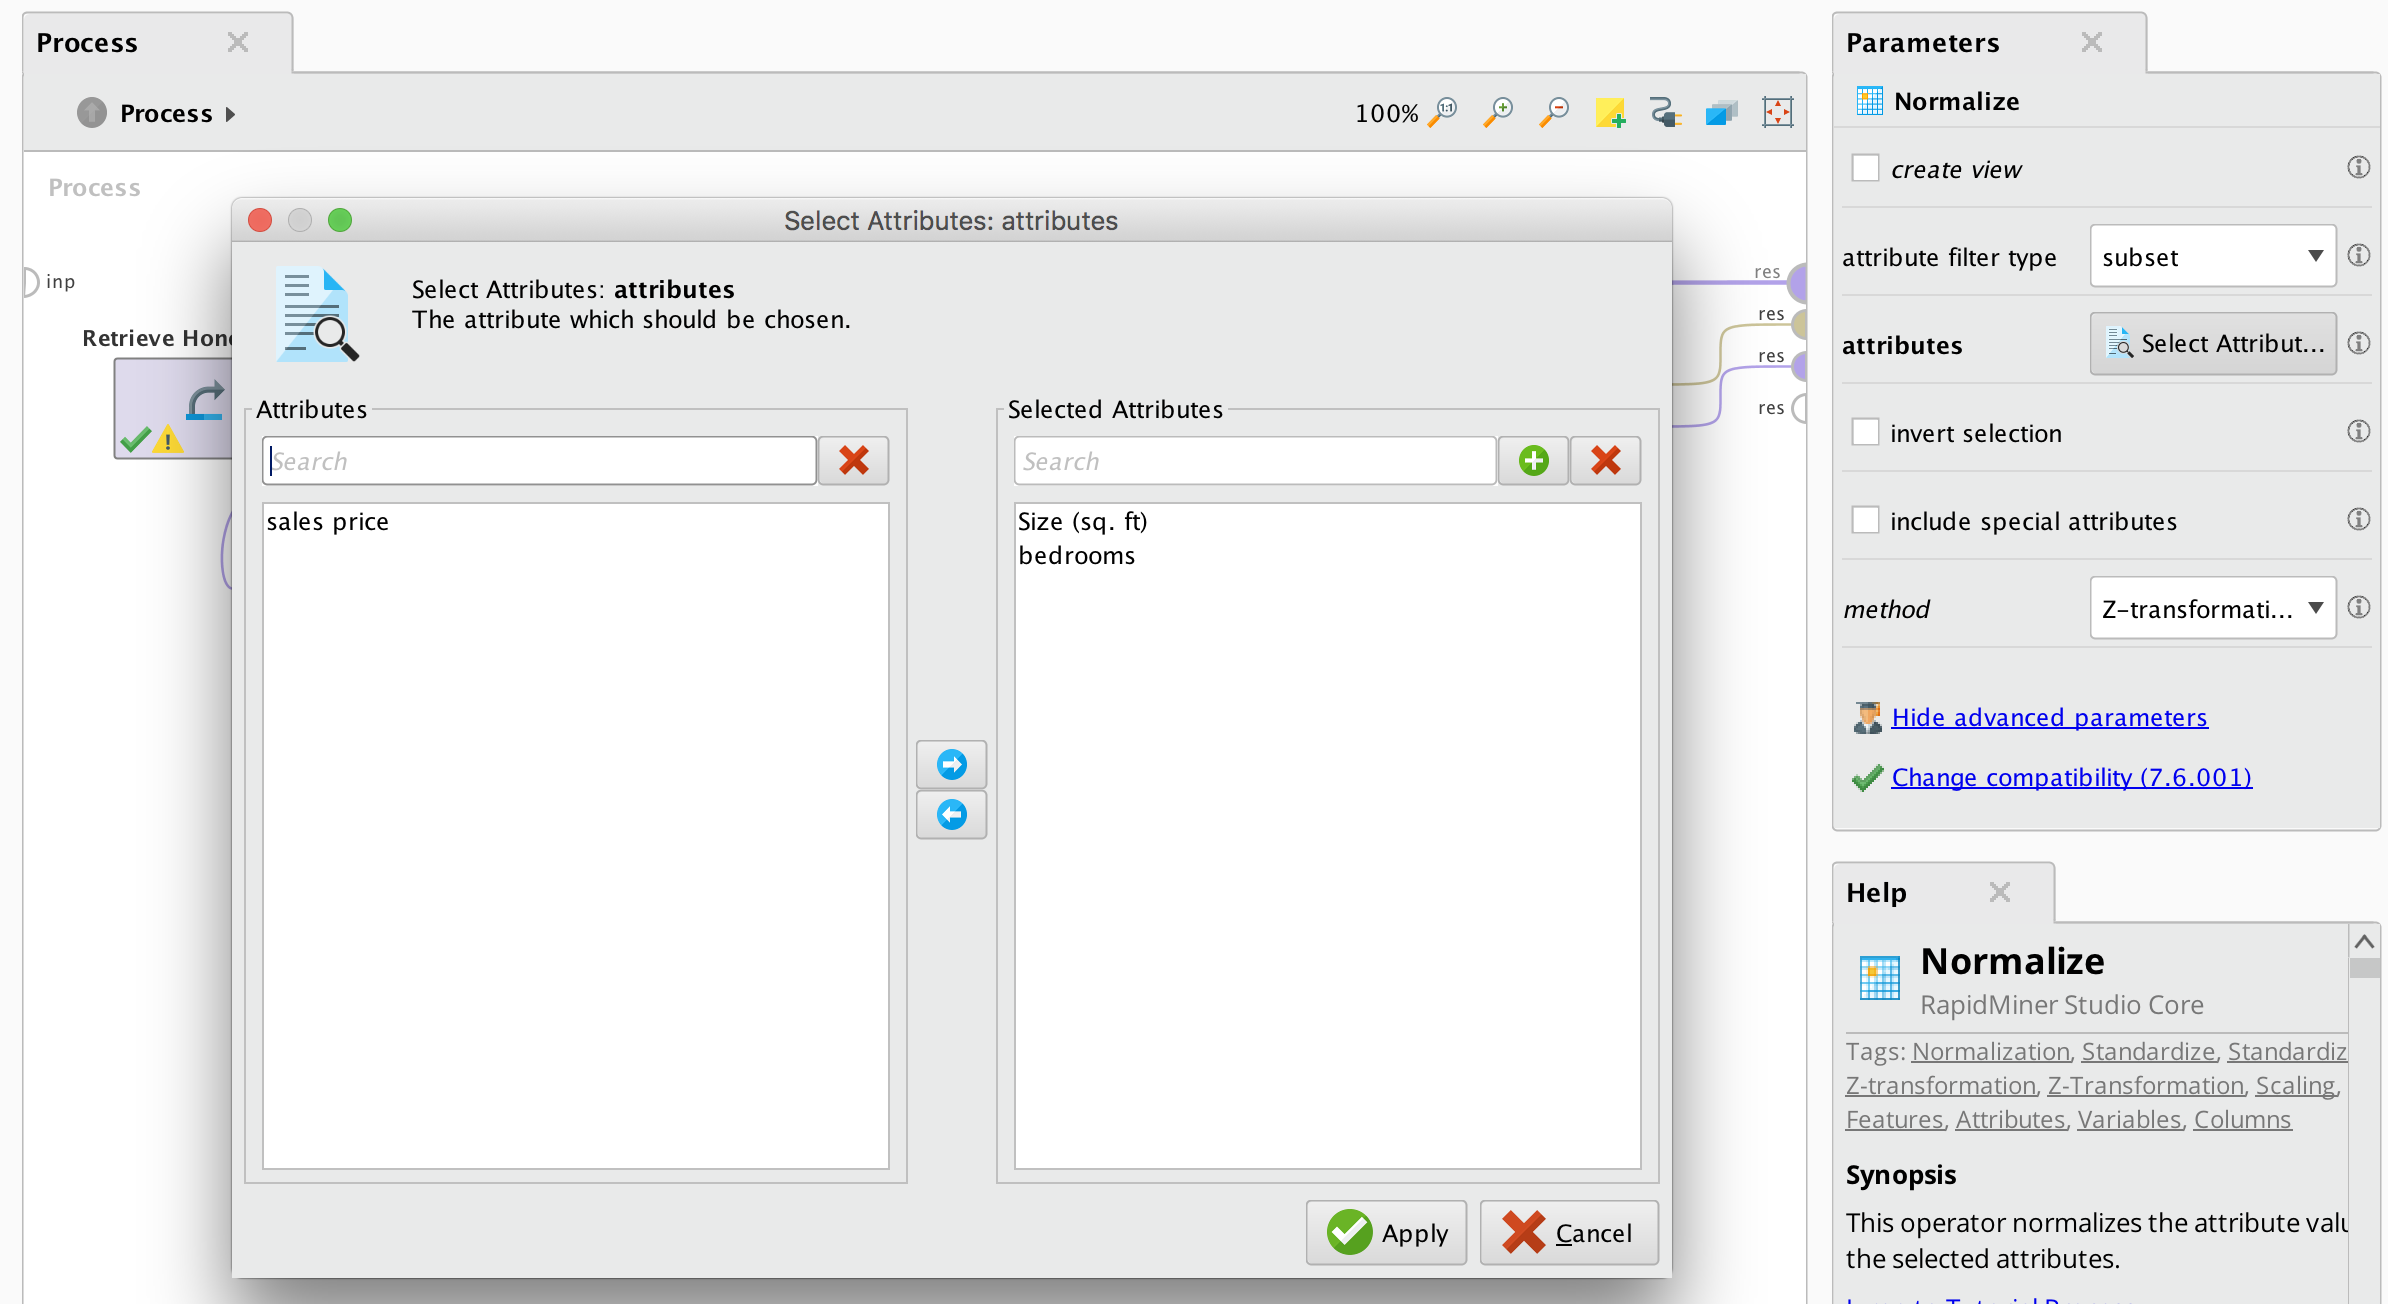 Process
Process
100%
Process
inp
Retrieve Hon
res
res
res
res
Select Attributes: attributes
Select Attributes: attributes
The attribute which should be chosen.
Attributes
Search
sales price
Selected Attributes
Search
Size (sq. ft)
bedrooms
Apply
Cancel
Parameters
Normalize
create view
attribute filter type
subset
attributes
Select Attribut...
invert selection
include special attributes
method
Z-transformati...
Hide advanced parameters
Change compatibility (7.6.001)
Help
Normalize
RapidMiner Studio Core
Tags: Normalization, Standardize, Standardiz
Z-transformation, Z-Transformation, Scaling,
Features, Attributes, Variables, Columns
Synopsis
This operator normalizes the attribute valu
the selected attributes.